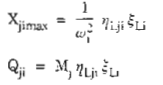 X_jimax = 1/ω_i² η_Lji ξ_Li
Q_ji = M_j η_Lji, ξ_Li